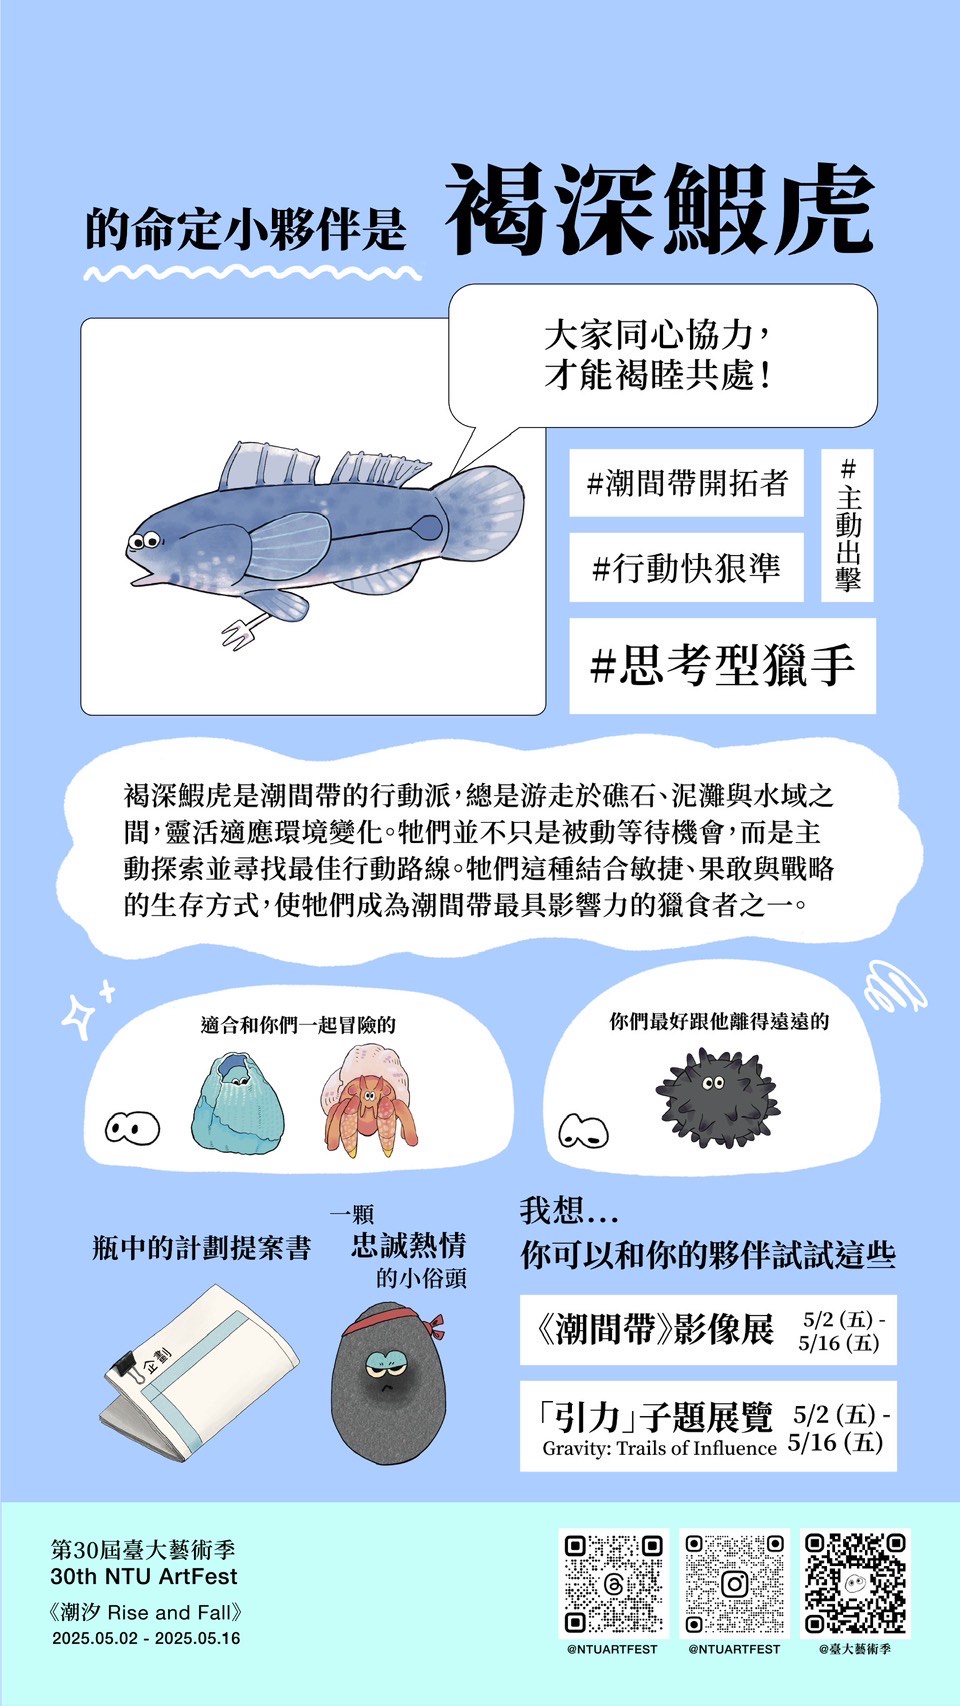 的命定小夥伴是 褐深鰕虎
大家同心協力，
才能褐睦共處！
#潮間帶開拓者
#主動出擊
#行動快狠準
#思考型獵手
褐深鰕虎是潮間帶的行動派，總是游走於礁石、泥灘與水域之
間，靈活適應環境變化。牠們並不只是被動等待機會，而是主
動探索並尋找最佳行動路線。牠們這種結合敏捷、果敢與戰略
的生存方式，使牠們成為潮間帶最具影響力的獵食者之一。
適合和你們一起冒險的
你們最好跟他離得遠遠的
瓶中的計劃提案書
企劃
一顆
忠誠熱情
的小俗頭
我想...
你可以和你的夥伴試試這些
《潮間帶》影像展
5/2 (五) -
5/16 (五)
「引力」子題展覽
Gravity: Trails of Influence
5/2 (五) -
5/16 (五)
第30屆臺大藝術季
30th NTU ArtFest
《潮汐 Rise and Fall》
2025.05.02 - 2025.05.16
@NTUARTFEST
@NTUARTFEST
@臺大藝術季